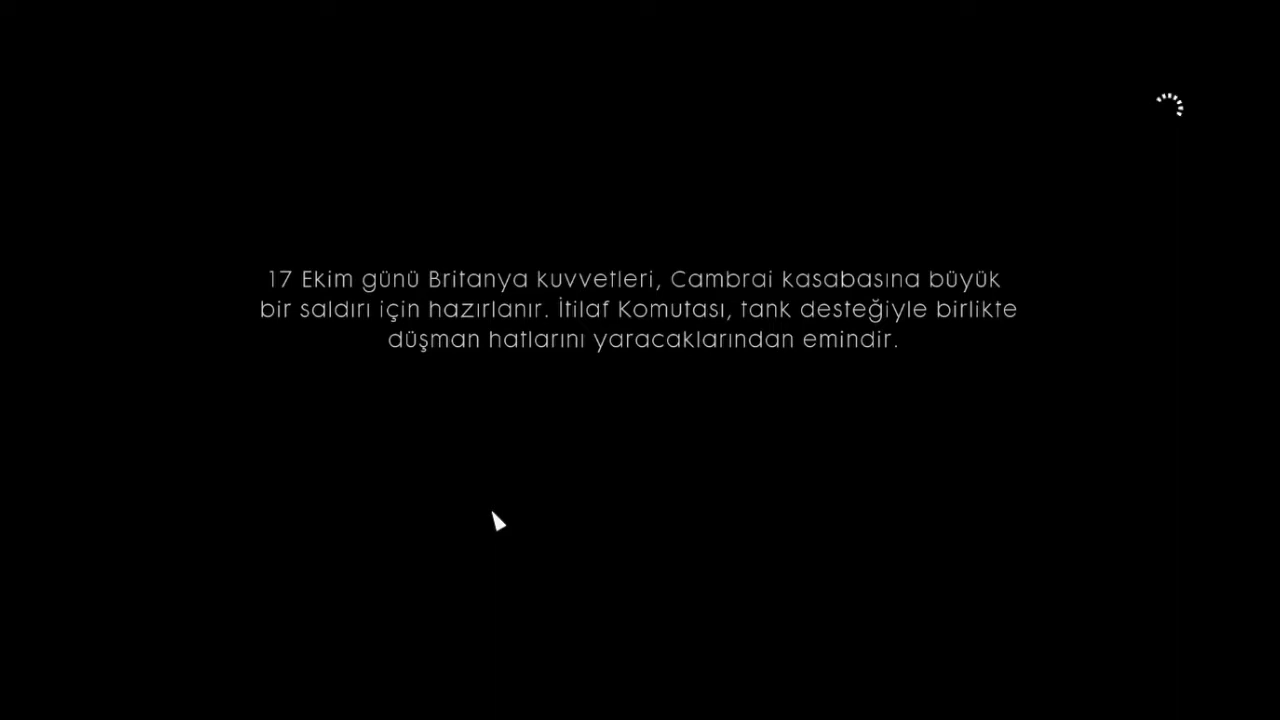 17 Ekim günü Britanya kuvvetleri, Cambrai kasabasına büyük
bir saldırı için hazırlanır. İtilaf Komutası, tank desteğiyle birlikte
düşman hatlarını yaracaklarından emindir.